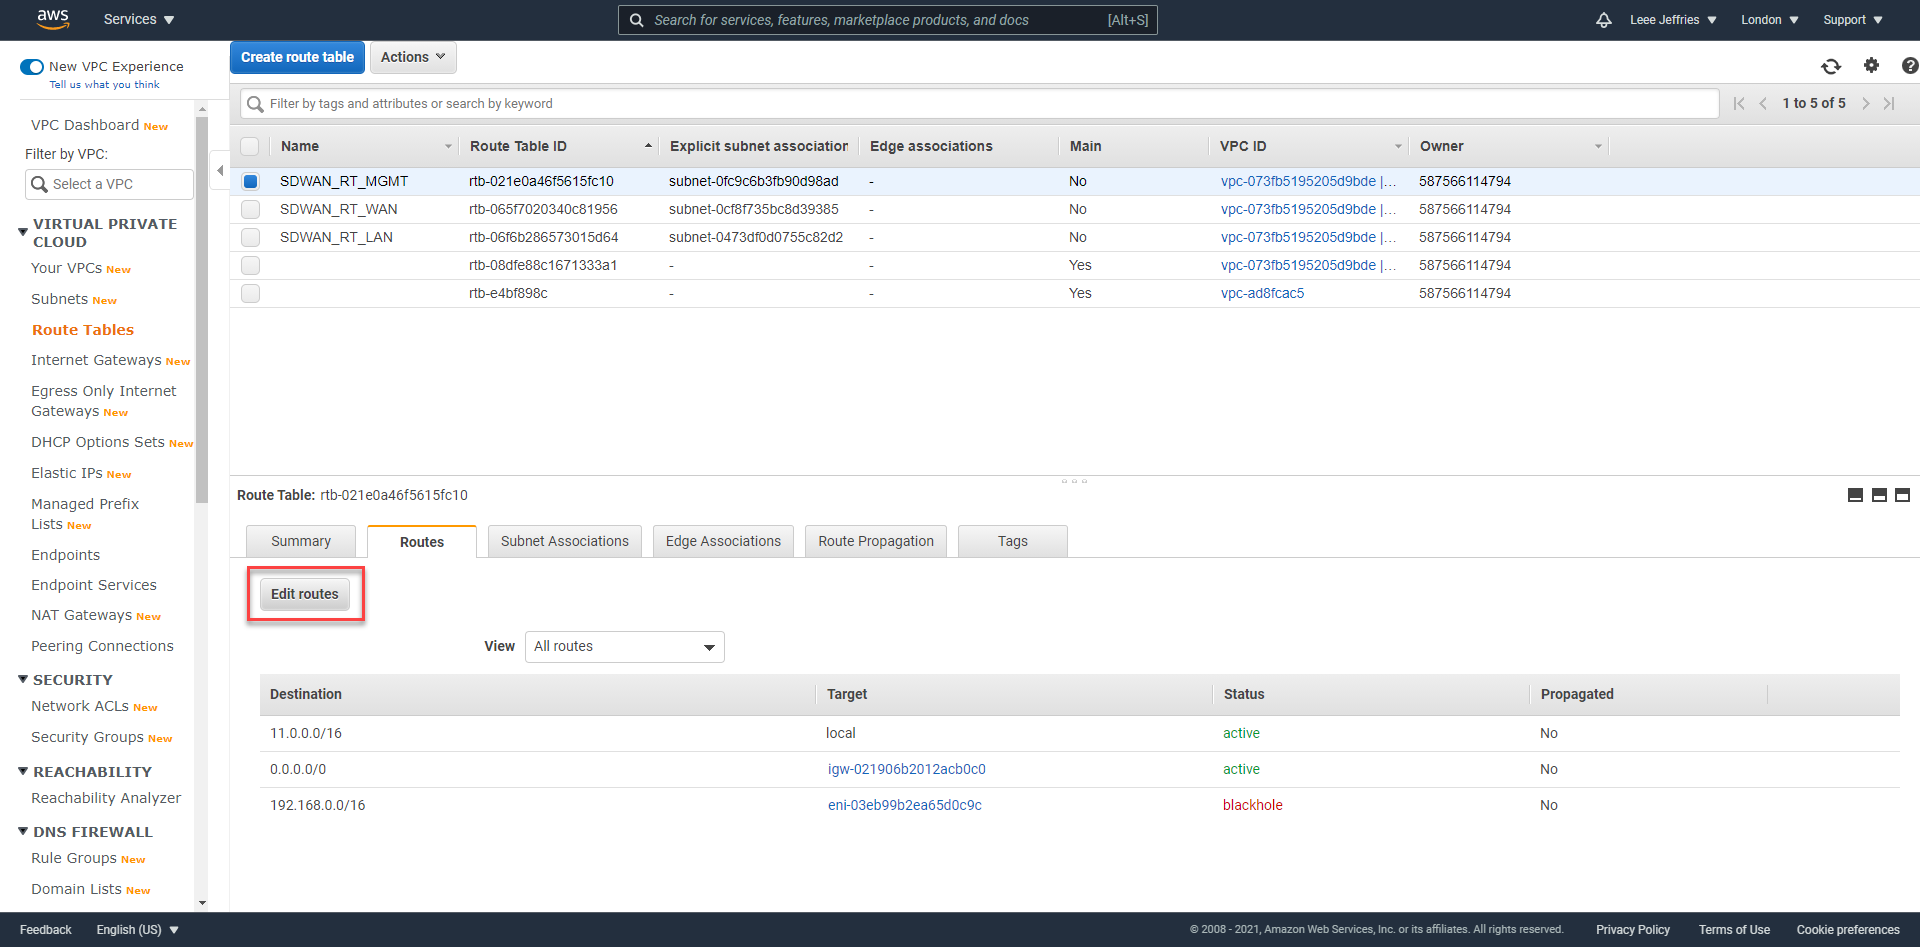 aws
Services
Search for services, features, marketplace products, and docs
[Alt+S]
Leee Jeffries
London
Support
New VPC Experience
Tell us what you think
Create route table
Actions
VPC Dashboard New
Filter by VPC:
Select a VPC
VIRTUAL PRIVATE
CLOUD
Your VPCs New
Subnets New
Route Tables
Internet Gateways New
Egress Only Internet
Gateways New
DHCP Options Sets New
Elastic IPs New
Managed Prefix
Lists New
Endpoints
Endpoint Services
NAT Gateways New
Peering Connections
SECURITY
Network ACLs New
Security Groups New
REACHABILITY
Reachability Analyzer
DNS FIREWALL
Rule Groups New
Domain Lists New
Filter by tags and attributes or search by keyword
1 to 5 of 5
Name Route Table ID Explicit subnet association Edge associations Main VPC ID Owner
SDWAN_RT_MGMT rtb-021e0a46f5615fc10 subnet-0fc9c6b3fb90d98ad - No vpc-073fb5195205d9bde |... 587566114794
SDWAN_RT_WAN rtb-065f7020340c81956 subnet-0cf8f735bc8d39385 - No vpc-073fb5195205d9bde |... 587566114794
SDWAN_RT_LAN rtb-06f6b286573015d64 subnet-0473df0d0755c82d2 - No vpc-073fb5195205d9bde |... 587566114794
rtb-08dfe88c1671333a1 - - Yes vpc-073fb5195205d9bde |... 587566114794
rtb-e4bf898c - - Yes vpc-ad8fcac5 587566114794
Route Table: rtb-021e0a46f5615fc10
Summary Routes Subnet Associations Edge Associations Route Propagation Tags
Edit routes
View All routes
Destination Target Status Propagated
11.0.0.0/16 local active No
0.0.0.0/0 igw-021906b2012acb0c0 active No
192.168.0.0/16 eni-03eb99b2ea65d0c9c blackhole No
Feedback English (US) © 2008 - 2021, Amazon Web Services, Inc. or its affiliates. All rights reserved. Privacy Policy Terms of Use Cookie preferences